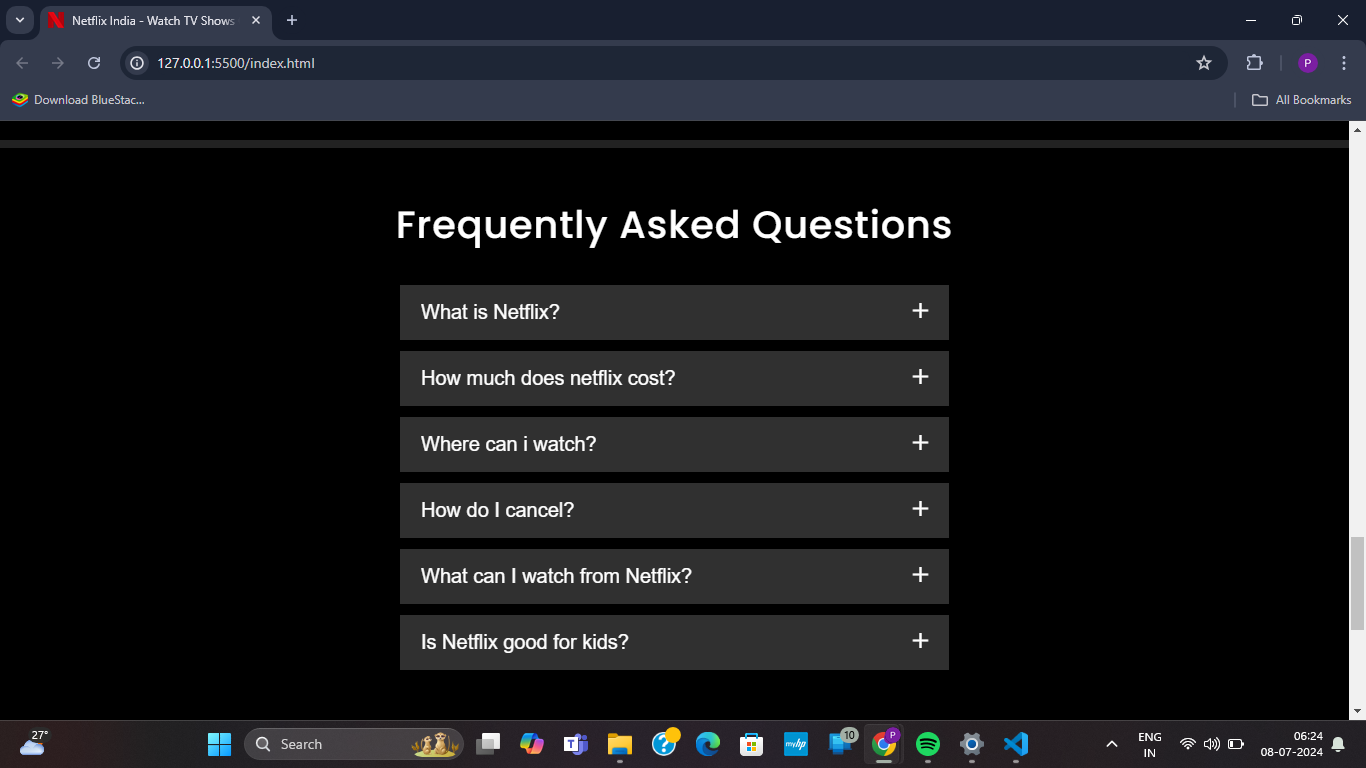 Netflix India - Watch TV Shows
127.0.0.1:5500/index.html
P
Download BlueStac...
All Bookmarks
Frequently Asked Questions
What is Netflix? +
How much does netflix cost? +
Where can i watch? +
How do I cancel? +
What can I watch from Netflix? +
Is Netflix good for kids? +
27°
Search
myhp
10
P
ENG
IN
06:24
08-07-2024